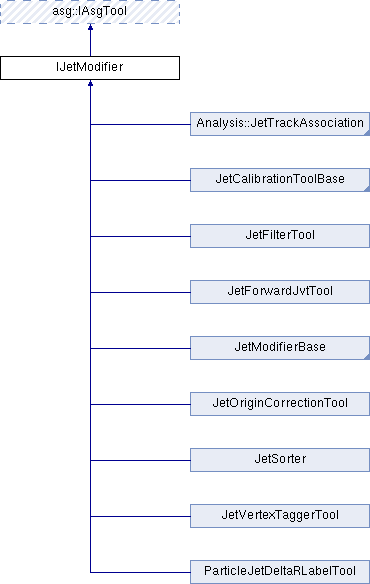 asg::IAsgTool
IJetModifier
Analysis::JetTrackAssociation
JetCalibrationToolBase
JetFilterTool
JetForwardJvtTool
JetModifierBase
JetOriginCorrectionTool
JetSorter
JetVertexTaggerTool
ParticleJetDeltaRLabelTool